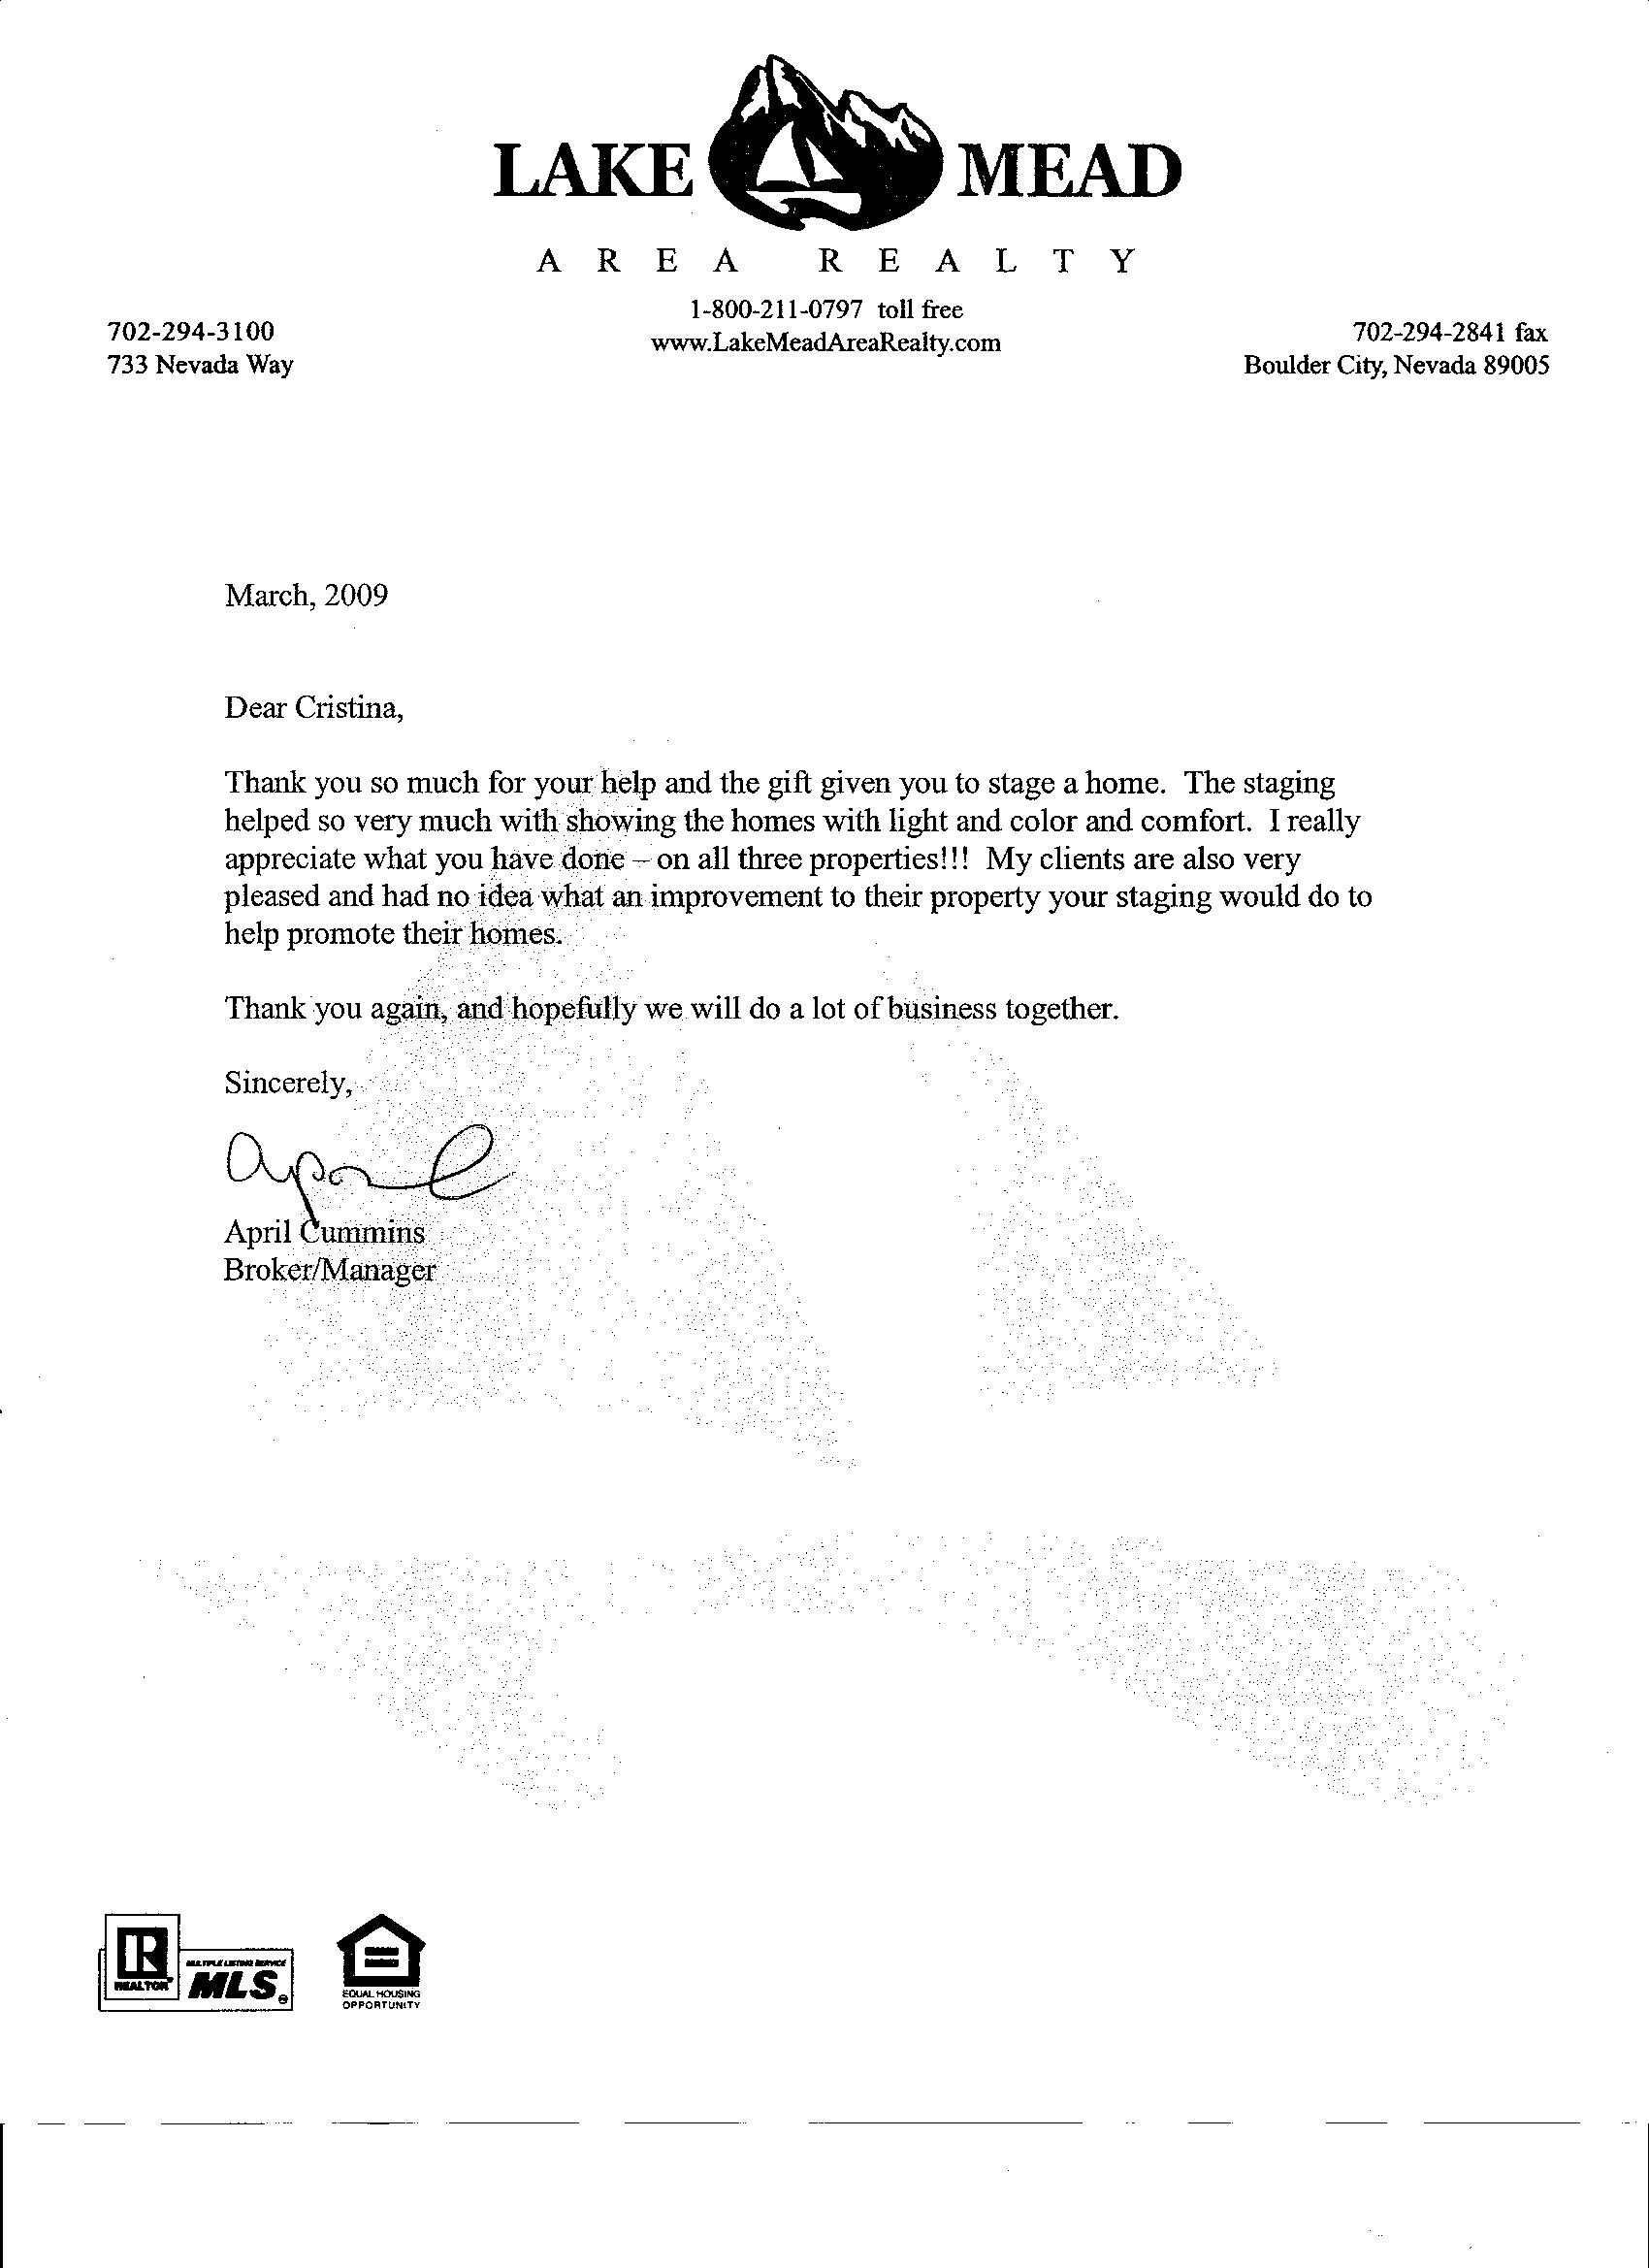 LAKE MEAD
AREA REALTY
1-800-211-0797 toll free
www.LakeMeadAreaRealty.com
702-294-3100
733 Nevada Way
702-294-2841 fax
Boulder City, Nevada 89005
March, 2009
Dear Cristina,
Thank you so much for your help and the gift given you to stage a home. The staging
helped so very much with showing the homes with light and color and comfort. I really
appreciate what you have done – on all three properties!!! My clients are also very
pleased and had no idea what an improvement to their property your staging would do to
help promote their homes.
Thank you again, and hopefully we will do a lot of business together.
Sincerely,
April
April Cummins
Broker/Manager
R
REALTOR
MULTIPLE LISTING SERVICE
MLS®
EQUAL HOUSING
OPPORTUNITY